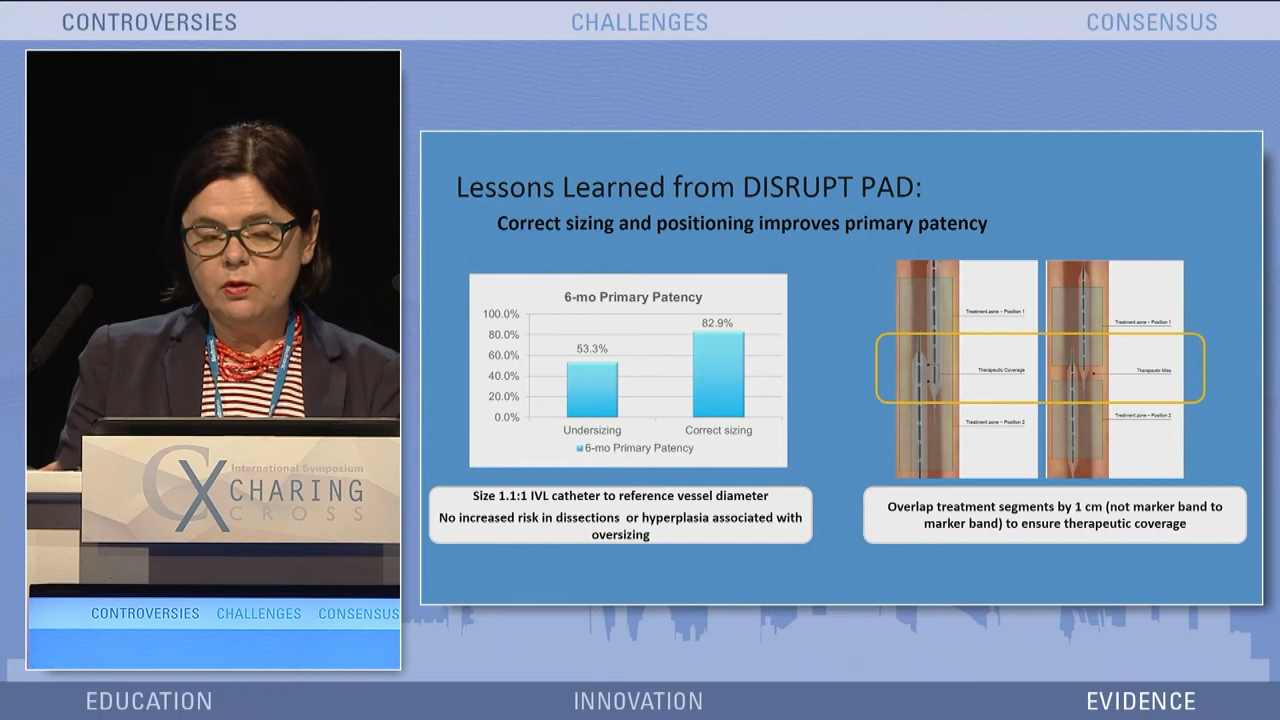 CONTROVERSIES
CHALLENGES
CONSENSUS
Lessons Learned from DISRUPT PAD:
Correct sizing and positioning improves primary patency
6-mo Primary Patency
100.0%
80.0%
60.0%
40.0%
20.0%
0.0%
53.3%
82.9%
Undersizing
Correct sizing
6-mo Primary Patency
Treatment zone – Position 1
Therapeutic Coverage
Treatment zone – Position 2
Treatment zone – Position 1
Therapeutic Miss
Treatment zone – Position 2
Size 1.1:1 IVL catheter to reference vessel diameter
No increased risk in dissections or hyperplasia associated with
oversizing
Overlap treatment segments by 1 cm (not marker band to
marker band) to ensure therapeutic coverage
CX
International Symposium
CHARING
CROSS
CONTROVERSIES CHALLENGES CONSENSUS
EDUCATION
INNOVATION
EVIDENCE